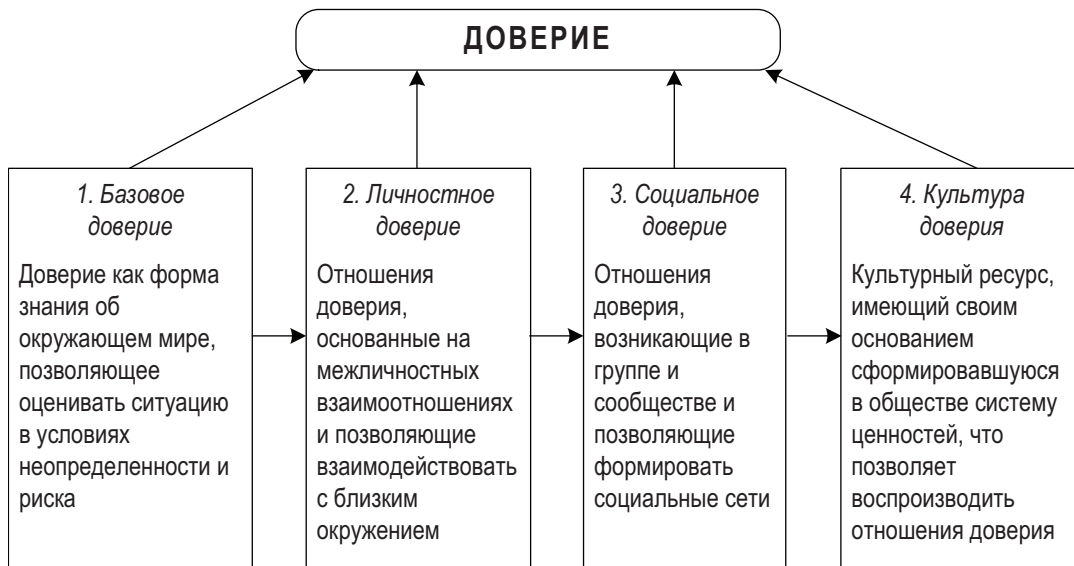 ДОВЕРИЕ
1. Базовое
доверие
Доверие как форма
знания об
окружающем мире,
позволяющее
оценивать ситуацию
в условиях
неопределенности и
риска
2. Личностное
доверие
Отношения
доверия,
основанные на
межличностных
взаимоотношениях
и позволяющие
взаимодействовать
с близким
окружением
3. Социальное
доверие
Отношения
доверия,
возникающие в
группе и
сообществе и
позволяющие
формировать
социальные сети
4. Культура
доверия
Культурный ресурс,
имеющий своим
основанием
сформировавшуюся
в обществе систему
ценностей, что
позволяет
воспроизводить
отношения доверия